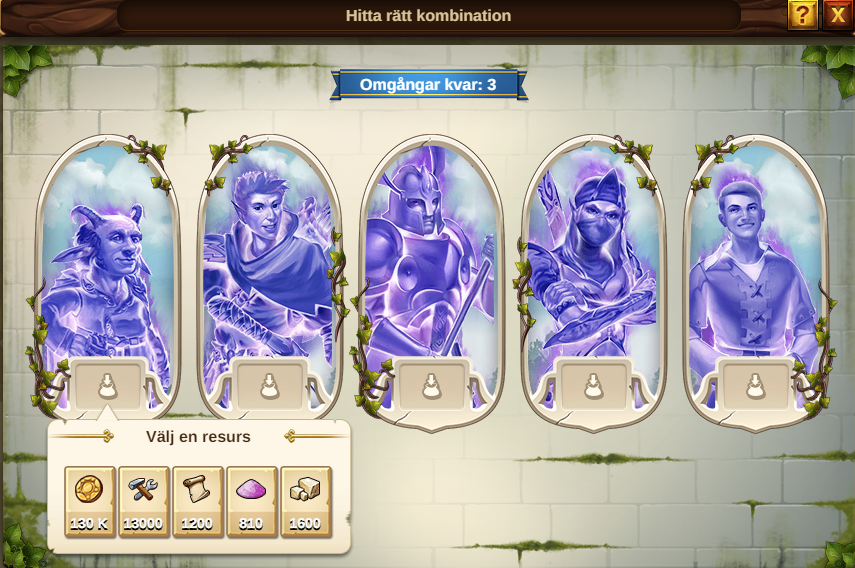 Hitta rätt kombination
?
X
Omgångar kvar: 3
Välj en resurs
130 K
13000
1200
810
1600